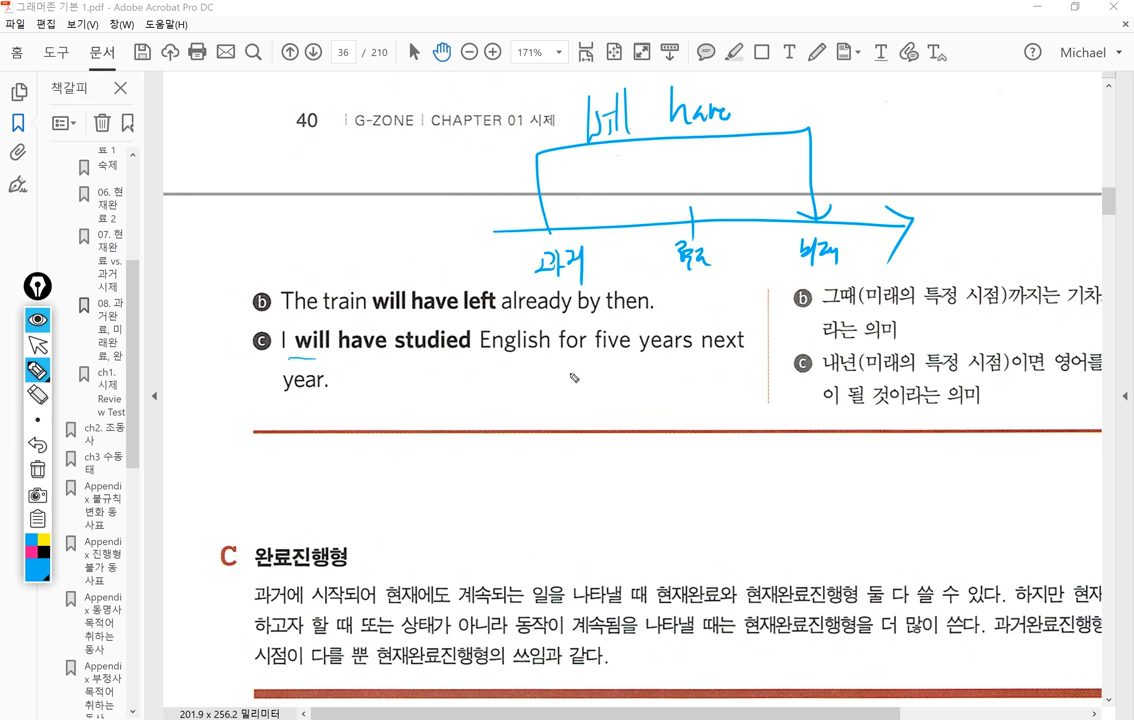 그래머존 기본 1.pdf - Adobe Acrobat Pro DC
파일 편집 보기(V) 창(W) 도움말(H)
홈 도구 문서 36 / 210 171% Michael
책갈피
료 1
숙제
06. 현
재완
료 2
07. 현
재완
료 vs.
과거
시제
08. 과
거완
료, 미
래완
료, 완
ch1.
시제
Revie
w Test
ch2. 조동
사
ch3 수동
태
Appendi
x 불규칙
변화 동
사표
Appendi
x 진행형
불가 동
사표
Appendi
x 동명사
목적어
취하는
동사
Appendi
x 부정사
목적어
취하는
will have
40 | G-ZONE | CHAPTER 01 시제
과거 미래
b The train will have left already by then.
c I will have studied English for five years next
year.
b 그때(미래의 특정 시점)까지는 기차
라는 의미
c 내년(미래의 특정 시점)이면 영어를
이 될 것이라는 의미
C 완료진행형
과거에 시작되어 현재에도 계속되는 일을 나타낼 때 현재완료와 현재완료진행형 둘 다 쓸 수 있다. 하지만 현재
하고자 할 때 또는 상태가 아니라 동작이 계속됨을 나타낼 때는 현재완료진행형을 더 많이 쓴다. 과거완료진행형
시점이 다를 뿐 현재완료진행형의 쓰임과 같다.
201.9 x 256.2 밀리미터